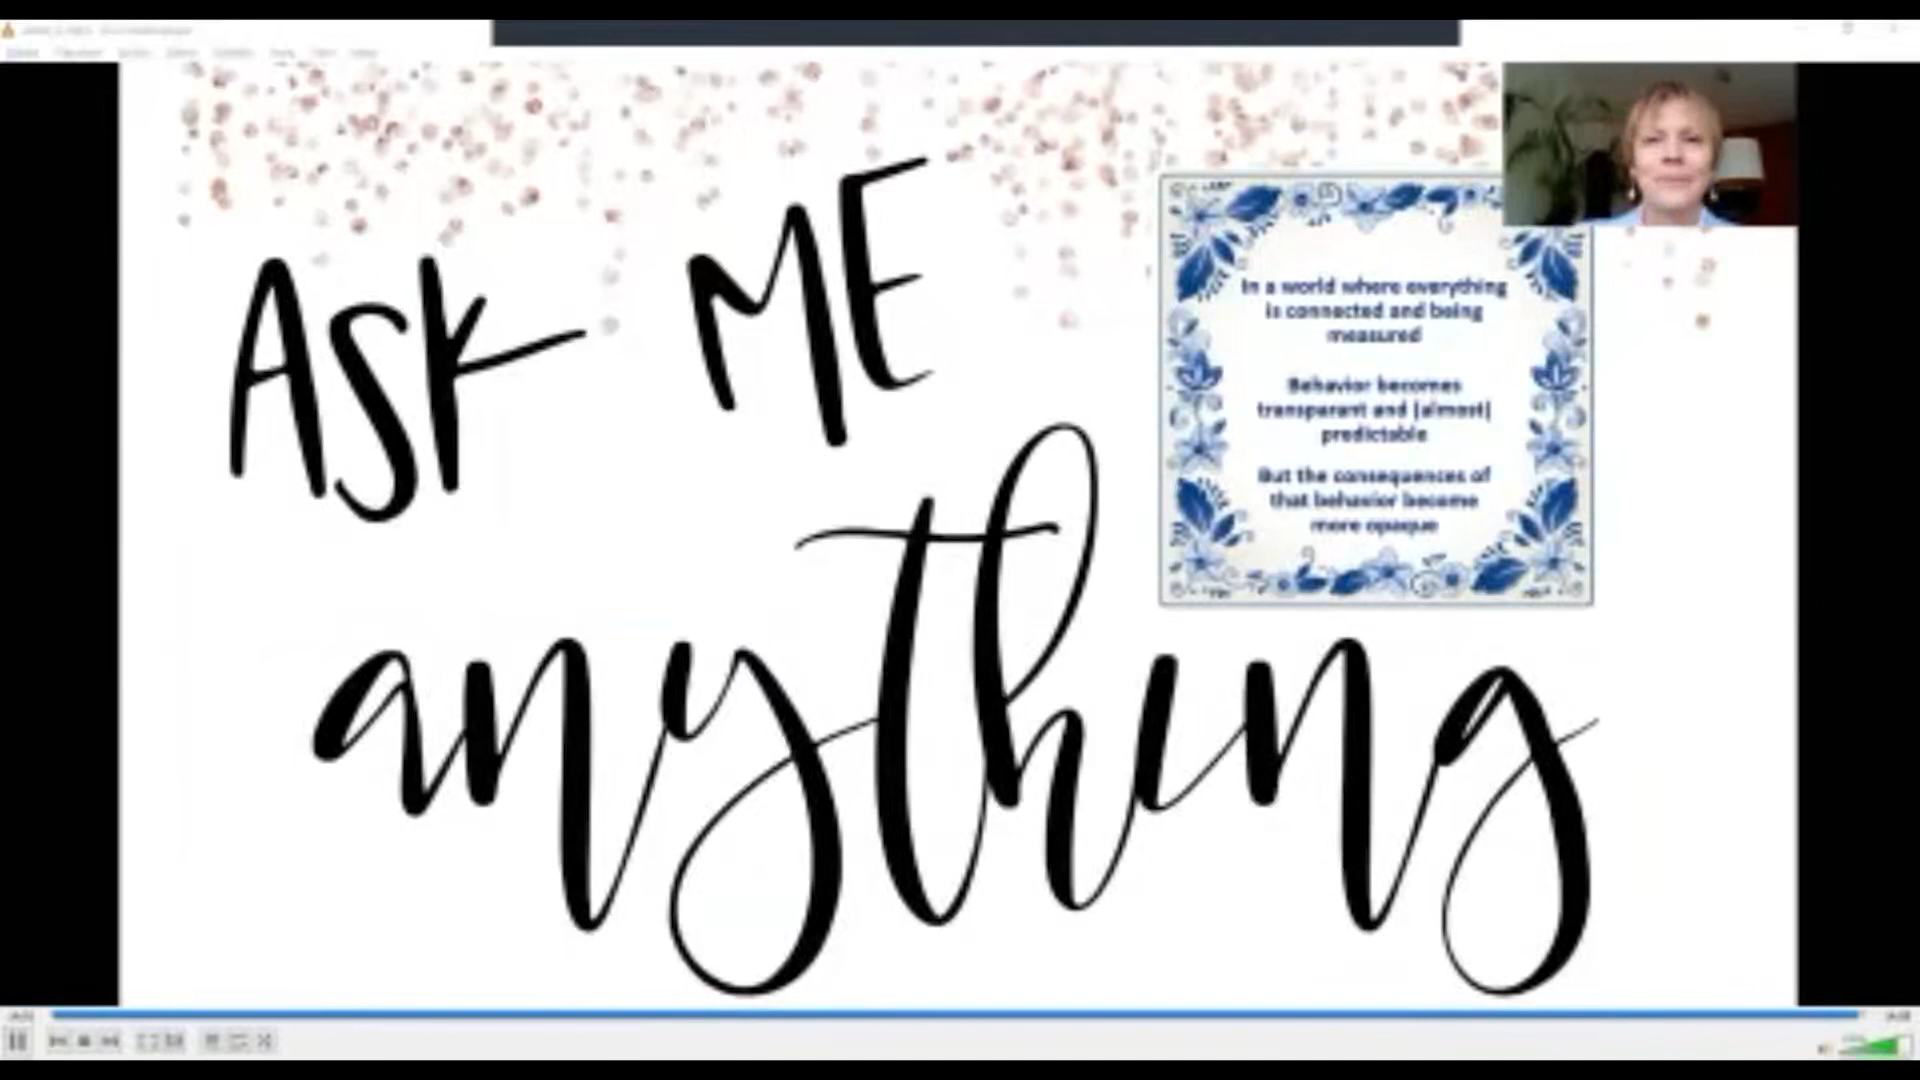 ASK ME
anything
In a world where everything
is connected and being
measured
Behavior becomes
transparant and (almost)
predictable
But the consequences of
that behavior become
more opaque